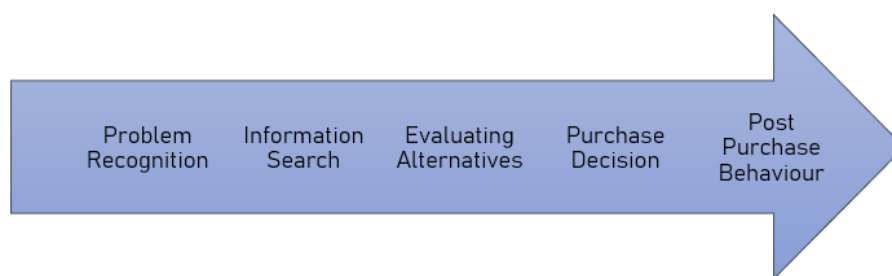 Problem
Recognition
Information
Search
Evaluating
Alternatives
Purchase
Decision
Post
Purchase
Behaviour